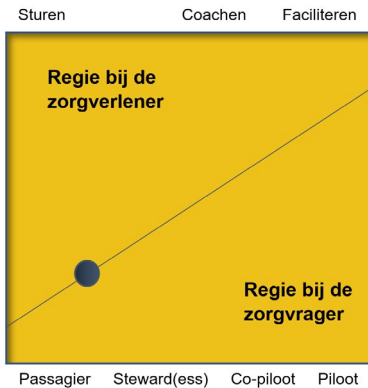 Sturen Coachen Faciliteren
Regie bij de
zorgverlener
Regie bij de
zorgvrager
Passagier Steward(ess) Co-piloot Piloot